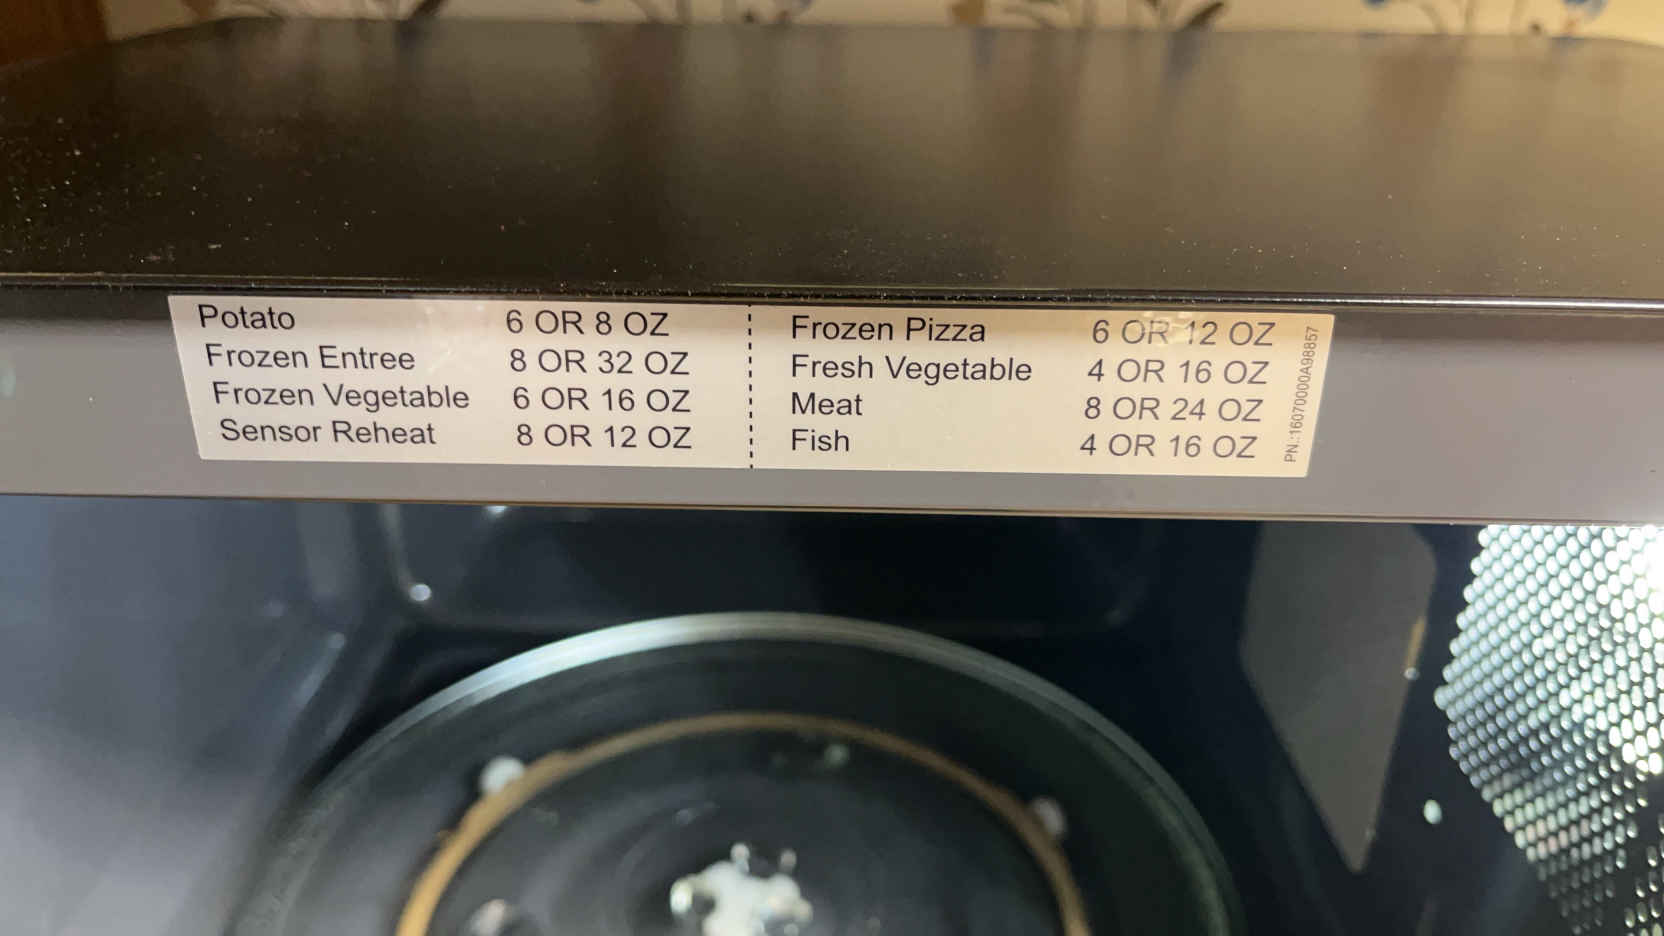 Potato 6 OR 8 OZ
Frozen Entree 8 OR 32 OZ
Frozen Vegetable 6 OR 16 OZ
Sensor Reheat 8 OR 12 OZ
Frozen Pizza 6 OR 12 OZ
Fresh Vegetable 4 OR 16 OZ
Meat 8 OR 24 OZ
Fish 4 OR 16 OZ
PN.:16070000A98857